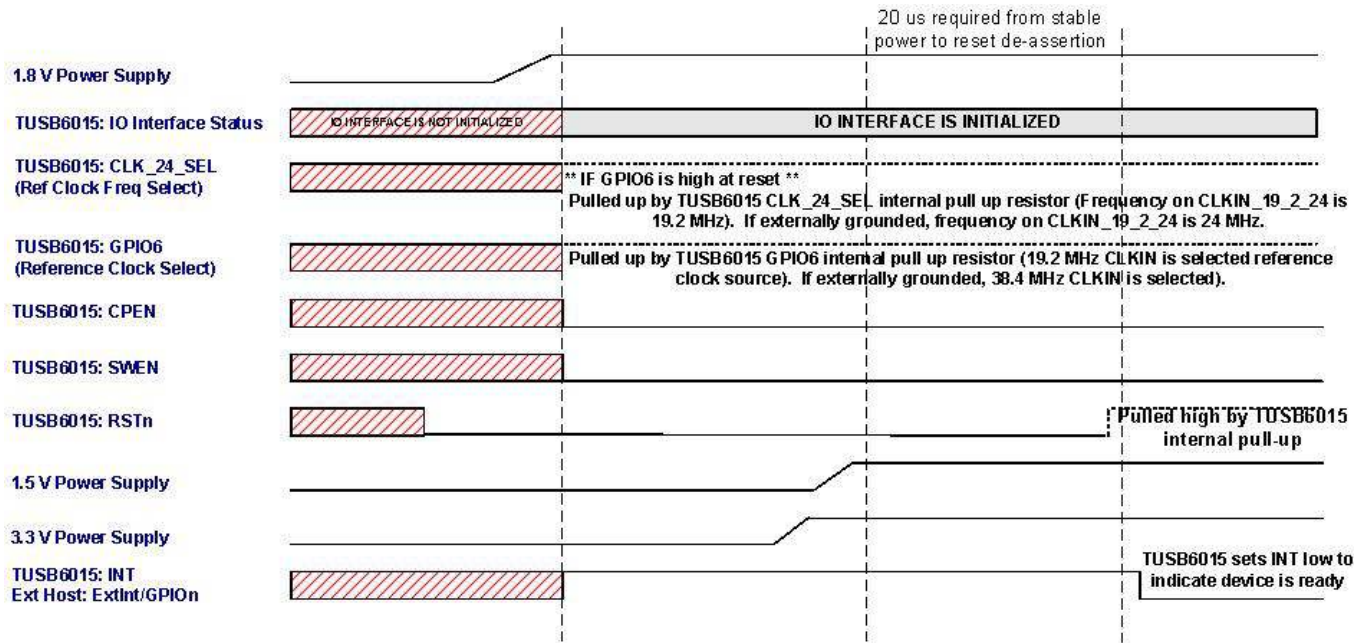 20 us required from stable
power to reset de-assertion
1.8 V Power Supply
TUSB6015: IO Interface Status
IO INTERFACE IS NOT INITIALIZED
IO INTERFACE IS INITIALIZED
TUSB6015: CLK_24_SEL
(Ref Clock Freq Select)
** IF GPIO6 is high at reset **
Pulled up by TUSB6015 CLK_24_SEL internal pull up resistor (Frequency on CLKIN_19_2_24 is
19.2 MHz). If externally grounded, frequency on CLKIN_19_2_24 is 24 MHz.
TUSB6015: GPIO6
(Reference Clock Select)
Pulled up by TUSB6015 GPIO6 internal pull up resistor (19.2 MHz CLKIN is selected reference
clock source). If externally grounded, 38.4 MHz CLKIN is selected).
TUSB6015: CPEN
TUSB6015: SWEN
TUSB6015: RSTn
Pulled high by TUSB6015
internal pull-up
1.5 V Power Supply
3.3 V Power Supply
TUSB6015: INT
Ext Host: ExtInt/GPIOn
TUSB6015 sets INT low to
indicate device is ready